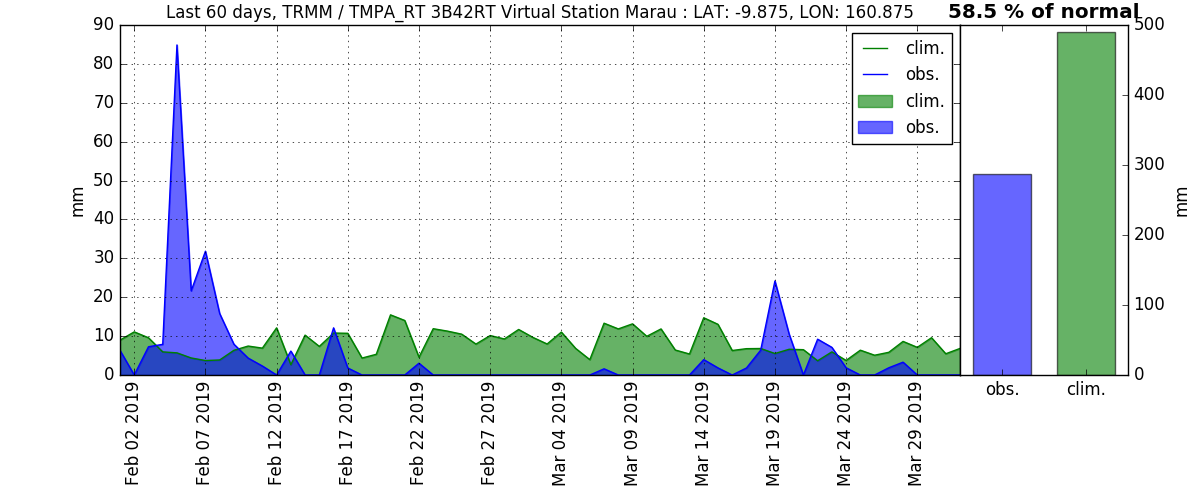 Last 60 days, TRMM / TMPA_RT 3B42RT Virtual Station Marau : LAT: -9.875, LON: 160.875
58.5 % of normal
90
80
70
60
50
40
30
20
10
0
mm
clim.
obs.
clim.
obs.
Feb 02 2019
Feb 07 2019
Feb 12 2019
Feb 17 2019
Feb 22 2019
Feb 27 2019
Mar 04 2019
Mar 09 2019
Mar 14 2019
Mar 19 2019
Mar 24 2019
Mar 29 2019
obs.
clim.
500
400
300
200
100
0
mm